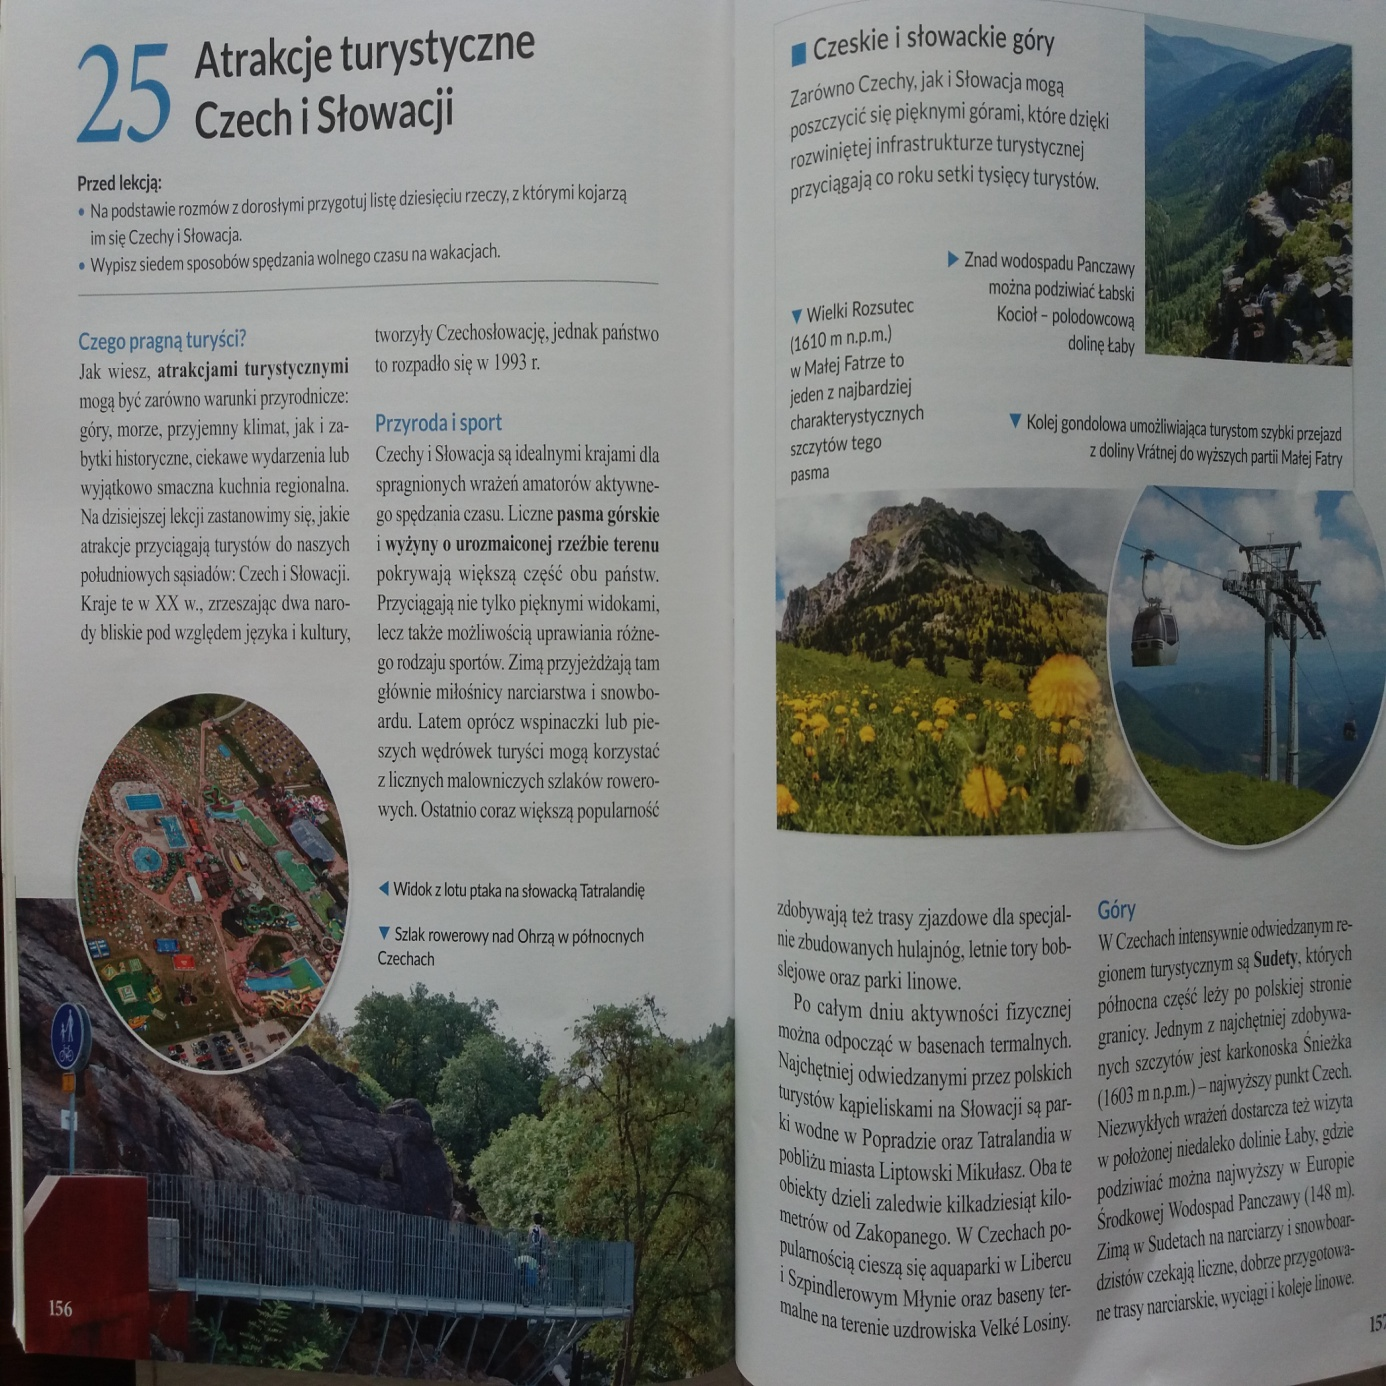 25
Atrakcje turystyczne
Czech i Słowacji
Przed lekcją:
• Na podstawie rozmów z dorosłymi przygotuj listę dziesięciu rzeczy, z którymi kojarzą
im się Czechy i Słowacja.
• Wypisz siedem sposobów spędzania wolnego czasu na wakacjach.
Czego pragną turyści?
Jak wiesz, atrakcjami turystycznymi
mogą być zarówno warunki przyrodnicze:
góry, morze, przyjemny klimat, jak i za-
bytki historyczne, ciekawe wydarzenia lub
wyjątkowo smaczna kuchnia regionalna.
Na dzisiejszej lekcji zastanowimy się, jakie
atrakcje przyciągają turystów do naszych
południowych sąsiadów: Czech i Słowacji.
Kraje te w XX w., zrzeszając dwa naro-
dy bliskie pod względem języka i kultury,
tworzyły Czechosłowację, jednak państwo
to rozpadło się w 1993 r.
Przyroda i sport
Czechy i Słowacja są idealnymi krajami dla
spragnionych wrażeń amatorów aktywne-
go spędzania czasu. Liczne pasma górskie
i wyżyny o urozmaiconej rzeźbie terenu
pokrywają większą część obu państw.
Przyciągają nie tylko pięknymi widokami,
lecz także możliwością uprawiania różne-
go rodzaju sportów. Zimą przyjeżdżają tam
głównie miłośnicy narciarstwa i snowbo-
ardu. Latem oprócz wspinaczki lub pie-
szych wędrówek turyści mogą korzystać
z licznych malowniczych szlaków rowero-
wych. Ostatnio coraz większą popularność
◀ Widok z lotu ptaka na słowacką Tatralandię
▼ Szlak rowerowy nad Ohrzą w północnych
Czechach
156
■ Czeskie i słowackie góry
Zarówno Czechy, jak i Słowacja mogą
poszczycić się pięknymi górami, które dzięki
rozwiniętej infrastrukturze turystycznej
przyciągają co roku setki tysięcy turystów.
▶ Znad wodospadu Panczawy
można podziwiać Łabski
Kocioł – polodowcową
dolinę Łaby
▼ Wielki Rozsutec
(1610 m n.p.m.)
w Małej Fatrze to
jeden z najbardziej
charakterystycznych
szczytów tego
pasma
▼ Kolej gondolowa umożliwiająca turystom szybki przejazd
z doliny Vrátnej do wyższych partii Małej Fatry
zdobywają też trasy zjazdowe dla specjal-
nie zbudowanych hulajnóg, letnie tory bob-
slejowe oraz parki linowe.
Po całym dniu aktywności fizycznej
można odpocząć w basenach termalnych.
Najchętniej odwiedzanymi przez polskich
turystów kąpieliskami na Słowacji są par-
ki wodne w Popradzie oraz Tatralandia w
pobliżu miasta Liptowski Mikułasz. Oba te
obiekty dzieli zaledwie kilkadziesiąt kilo-
metrów od Zakopanego. W Czechach po-
pularnością cieszą się aquaparki w Libercu
i Szpindlerowym Młynie oraz baseny ter-
malne na terenie uzdrowiska Velké Losiny.
Góry
W Czechach intensywnie odwiedzanym re-
gionem turystycznym są Sudety, których
północna część leży po polskiej stronie
granicy. Jednym z najchętniej zdobywa-
nych szczytów jest karkonoska Śnieżka
(1603 m n.p.m.) – najwyższy punkt Czech.
Niezwykłych wrażeń dostarcza też wizyta
w położonej niedaleko dolinie Łaby, gdzie
podziwiać można najwyższy w Europie
Środkowej Wodospad Panczawy (148 m).
Zimą w Sudetach na narciarzy i snowboar-
dzistów czekają liczne, dobrze przygotowa-
ne trasy narciarskie, wyciągi i koleje linowe.
157